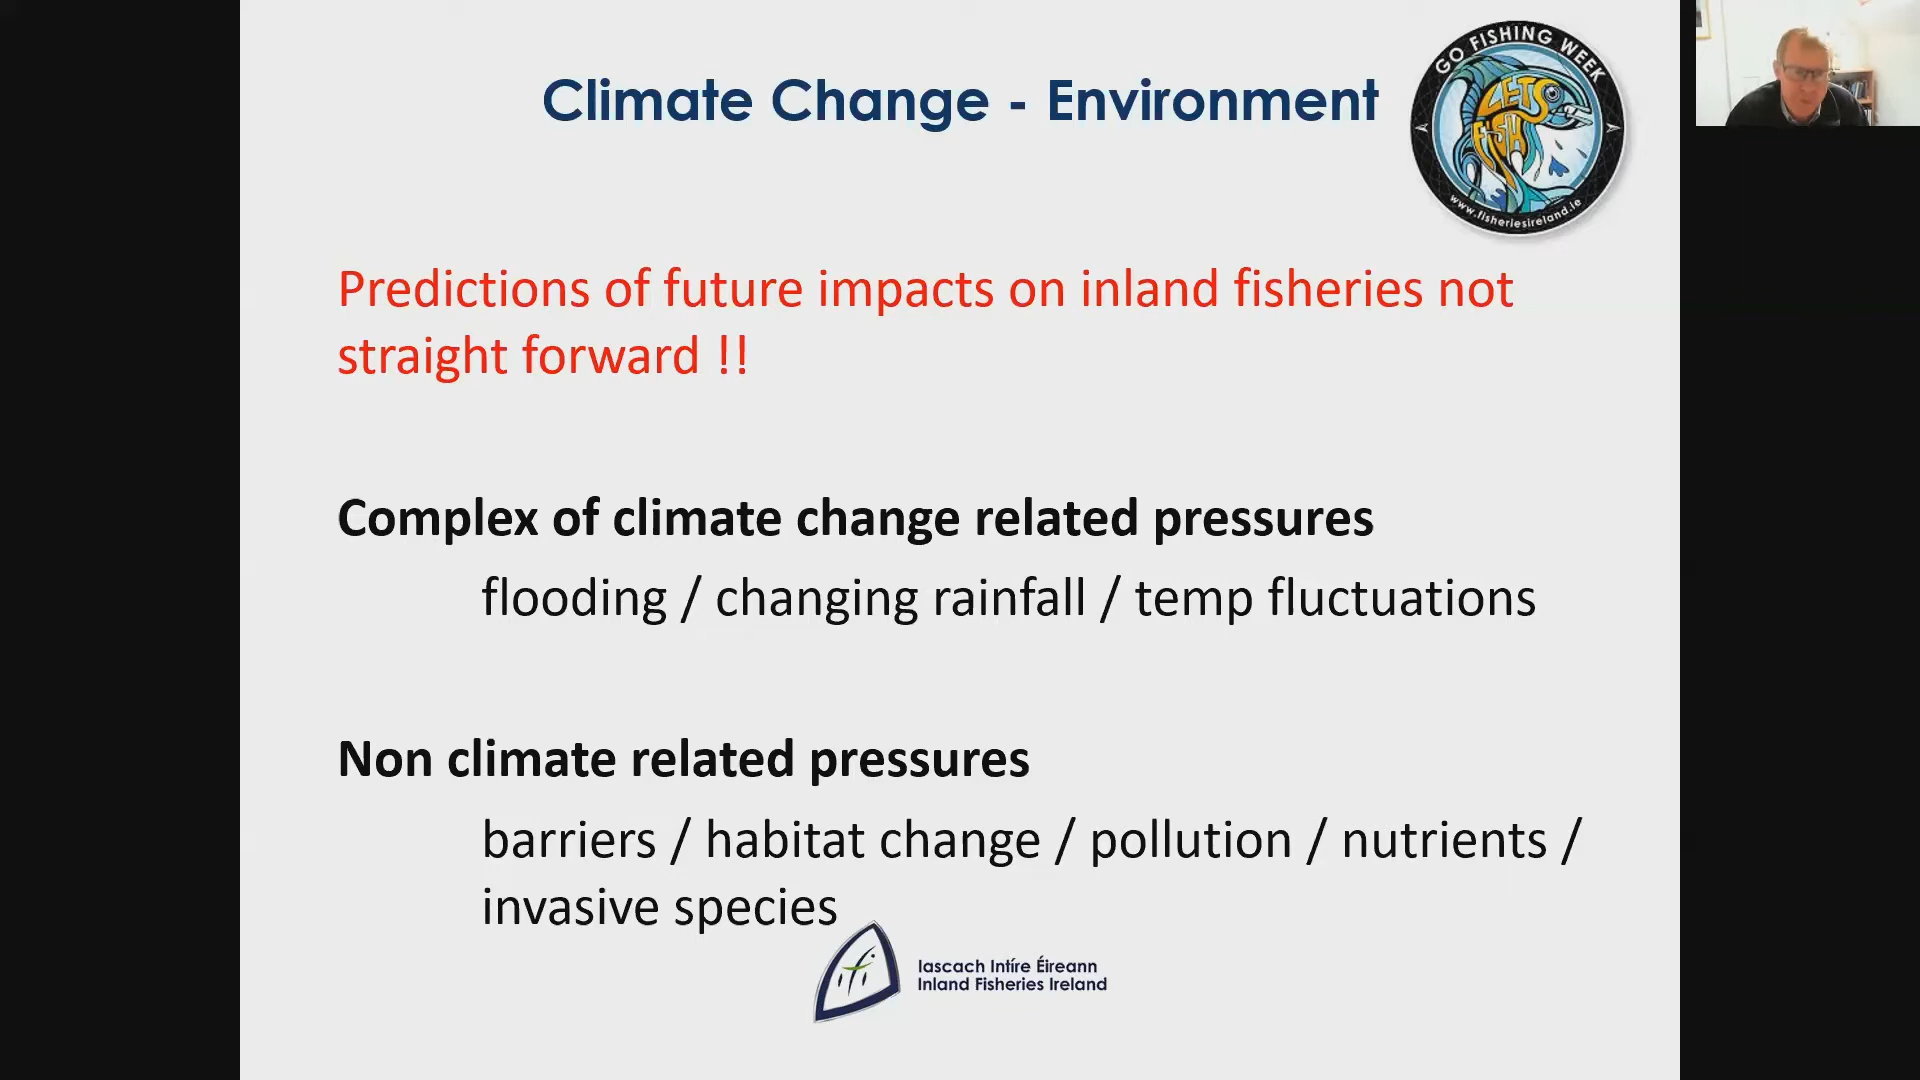 Climate Change - Environment
GO FISHING WEEK
LETS
FISH
www.fisheriesireland.ie
Predictions of future impacts on inland fisheries not
straight forward !!
Complex of climate change related pressures
flooding / changing rainfall / temp fluctuations
Non climate related pressures
barriers / habitat change / pollution / nutrients /
invasive species
ifi
Iascach Intíre Éireann
Inland Fisheries Ireland